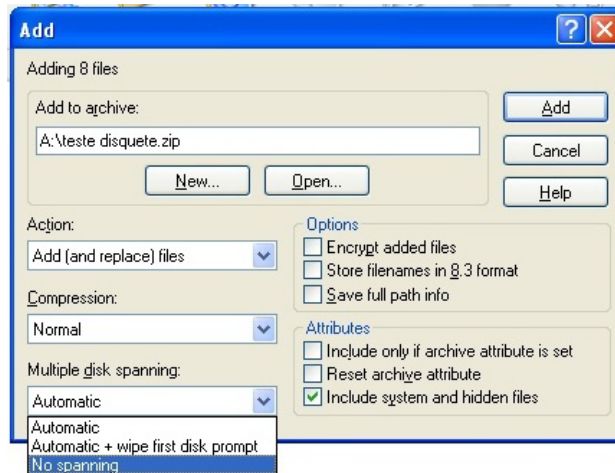 Add
Adding 8 files
Add to archive:
A:\teste disquete.zip
New...
Open...
Add
Cancel
Help
Action:
Add (and replace) files
Compression:
Normal
Multiple disk spanning:
Automatic
Automatic
Automatic + wipe first disk prompt
No spanning
Options
Encrypt added files
Store filenames in 8.3 format
Save full path info
Attributes
Include only if archive attribute is set
Reset archive attribute
Include system and hidden files